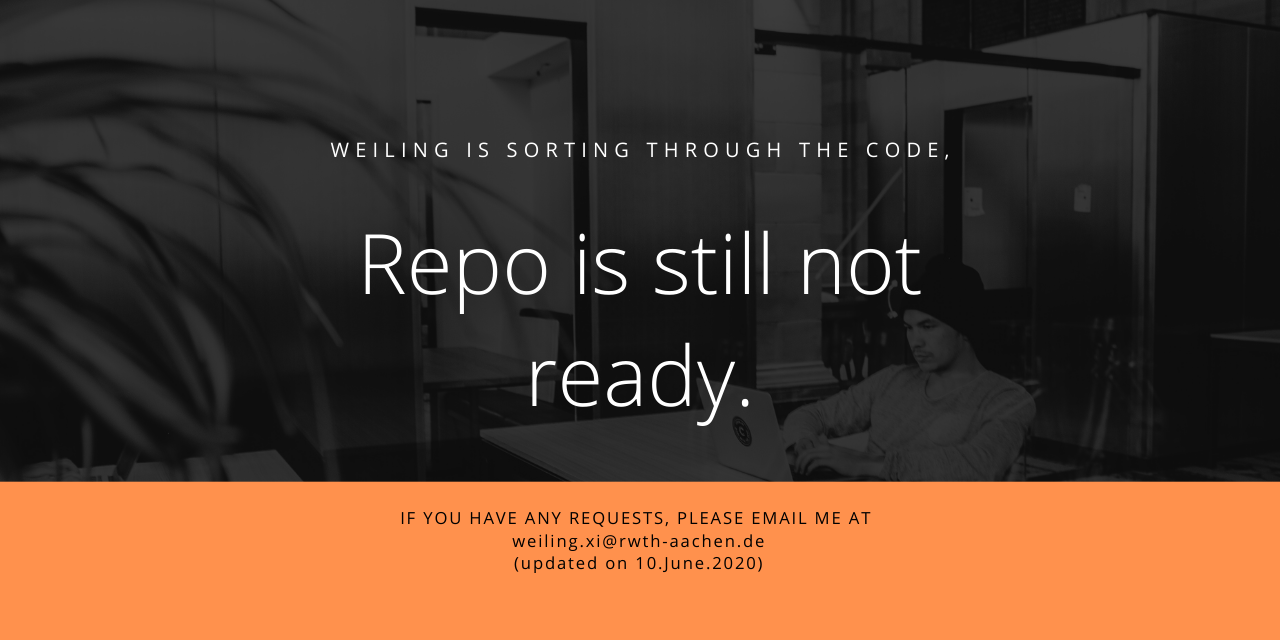 WEILING IS SORTING THROUGH THE CODE,
Repo is still not
ready.
IF YOU HAVE ANY REQUESTS, PLEASE EMAIL ME AT
weiling.xi@rwth-aachen.de
(updated on 10.June.2020)